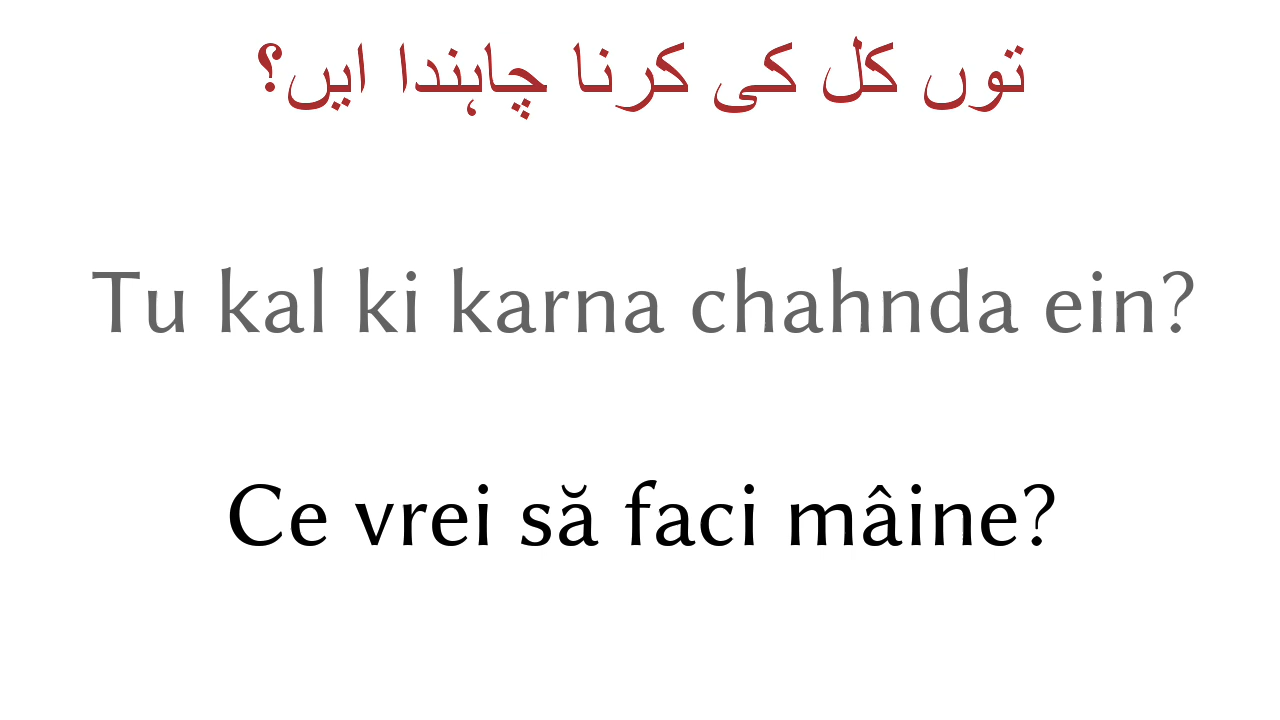 توں کل کی کرنا چاہندا ایں؟
Tu kal ki karna chahnda ein?
Ce vrei să faci mâine?